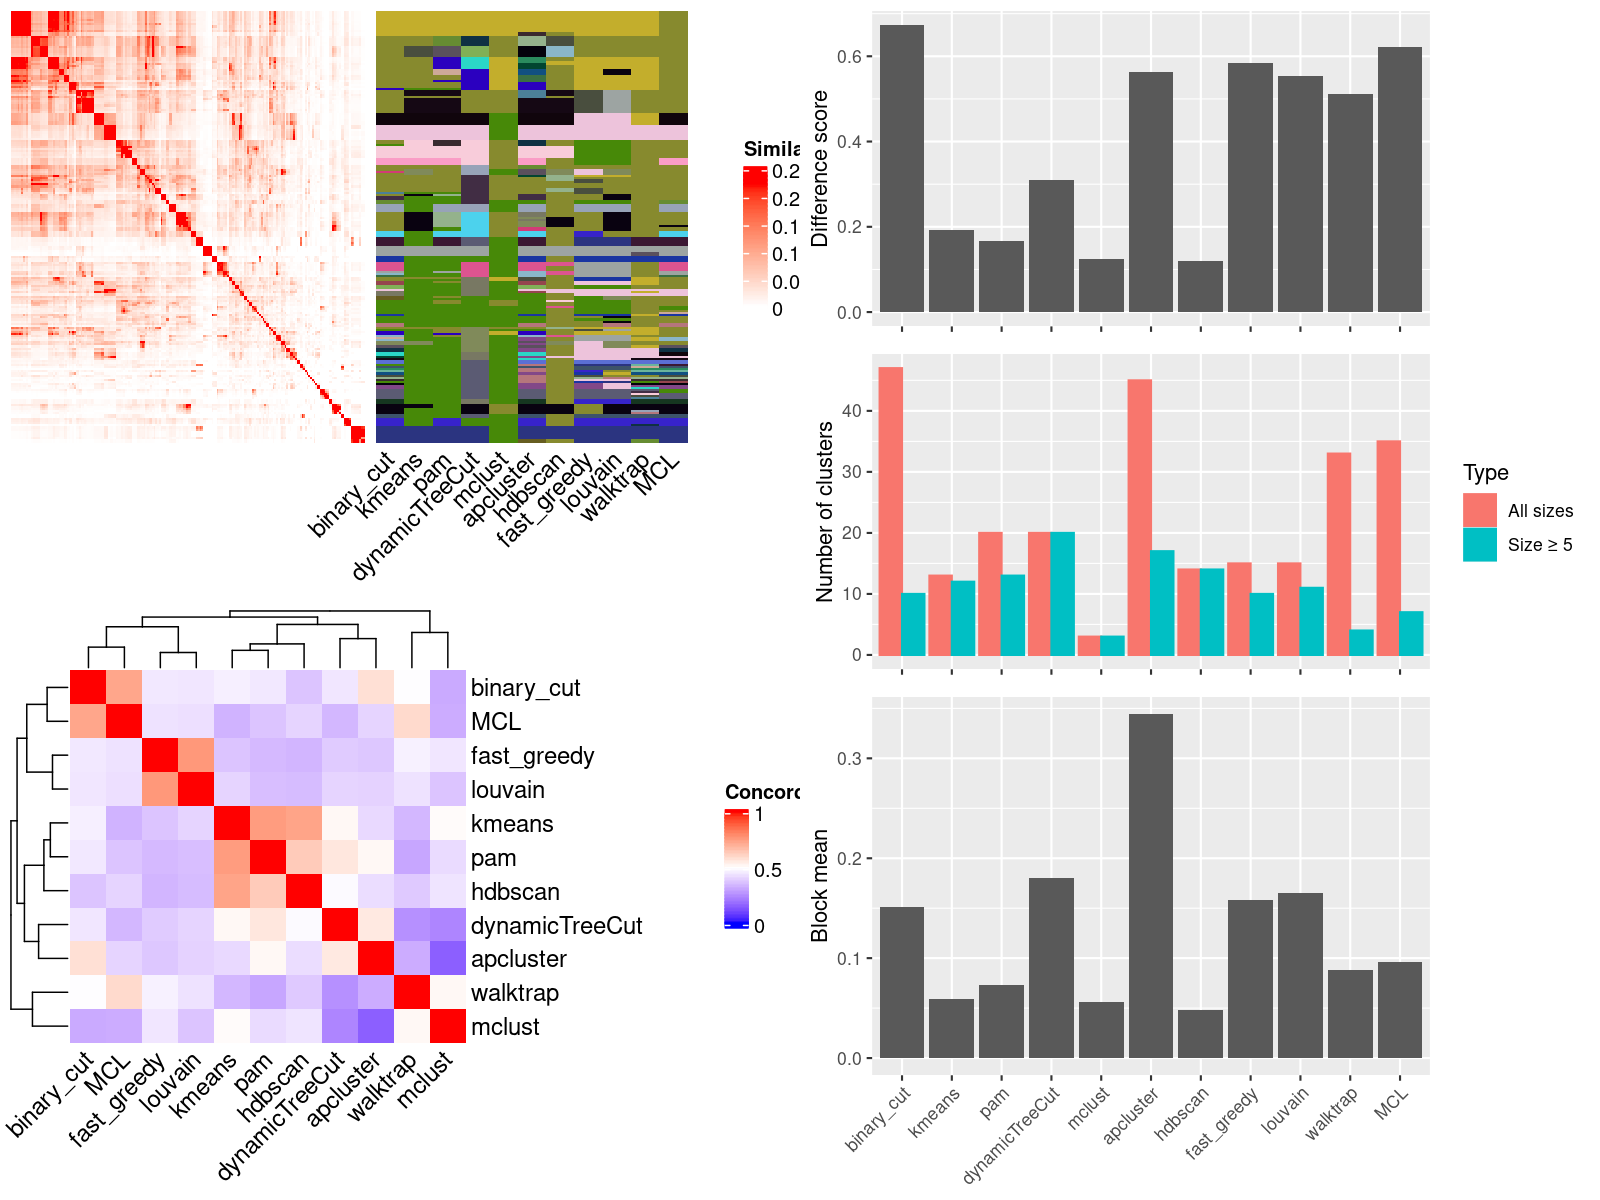 Simila
0.2
0.2
0.1
0.1
0.0
0
binary_cut
kmeans
pam
dynamicTreeCut
mclust
apcluster
hdbscan
fast_greedy
louvain
walktrap
MCL
binary_cut
MCL
fast_greedy
louvain
kmeans
pam
hdbscan
dynamicTreeCut
apcluster
walktrap
mclust
binary_cut
MCL
fast_greedy
louvain
kmeans
pam
hdbscan
dynamicTreeCut
apcluster
walktrap
mclust
Concord
1
0.5
0
Difference score
0.6
0.4
0.2
0.0
Number of clusters
40
30
20
10
0
Type
All sizes
Size ≥ 5
Block mean
0.3
0.2
0.1
0.0
binary_cut
kmeans
pam
dynamicTreeCut
mclust
apcluster
hdbscan
fast_greedy
louvain
walktrap
MCL